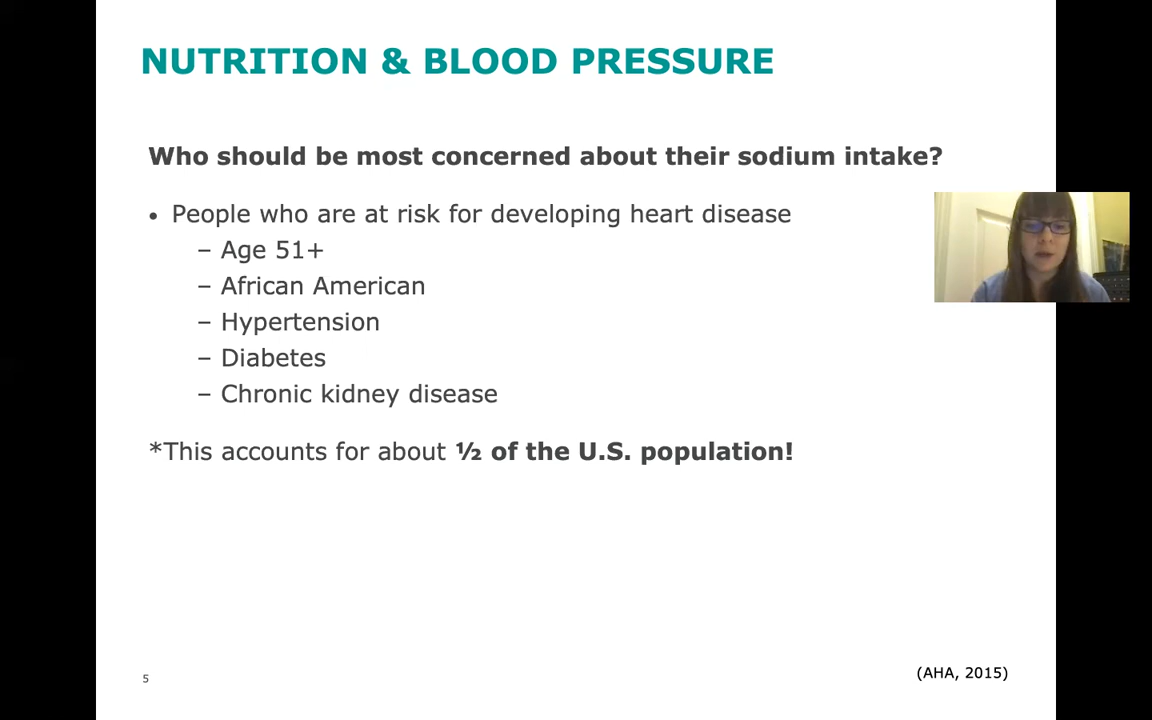 NUTRITION & BLOOD PRESSURE
Who should be most concerned about their sodium intake?
• People who are at risk for developing heart disease
– Age 51+
– African American
– Hypertension
– Diabetes
– Chronic kidney disease
*This accounts for about ½ of the U.S. population!
5
(AHA, 2015)